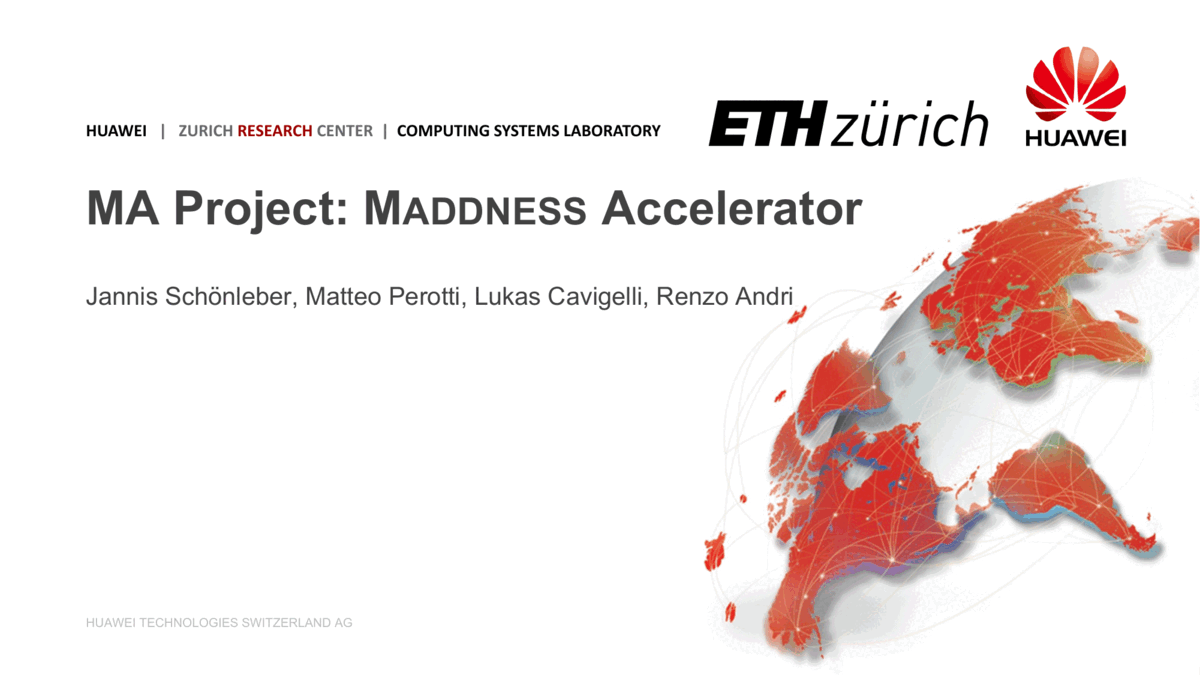 HUAWEI | ZURICH RESEARCH CENTER | COMPUTING SYSTEMS LABORATORY
ETH zürich
HUAWEI
MA Project: MADDNESS Accelerator
Jannis Schönleber, Matteo Perotti, Lukas Cavigelli, Renzo Andri
HUAWEI TECHNOLOGIES SWITZERLAND AG